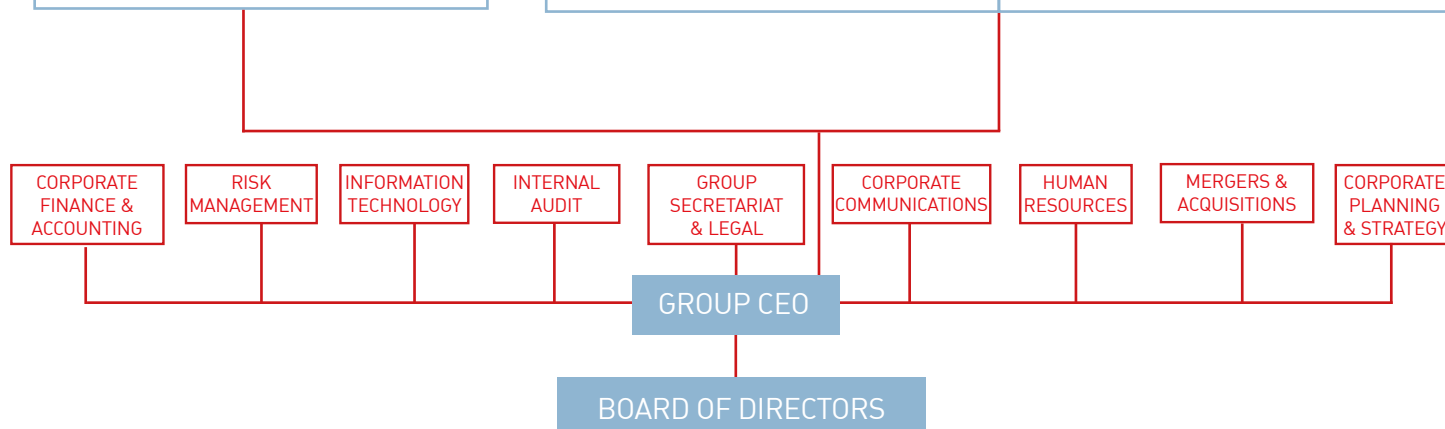 CORPORATE
FINANCE &
ACCOUNTING
RISK
MANAGEMENT
INFORMATION
TECHNOLOGY
INTERNAL
AUDIT
GROUP
SECRETARIAT
& LEGAL
CORPORATE
COMMUNICATIONS
HUMAN
RESOURCES
MERGERS &
ACQUISITIONS
CORPORATE
PLANNING
& STRATEGY
GROUP CEO
BOARD OF DIRECTORS